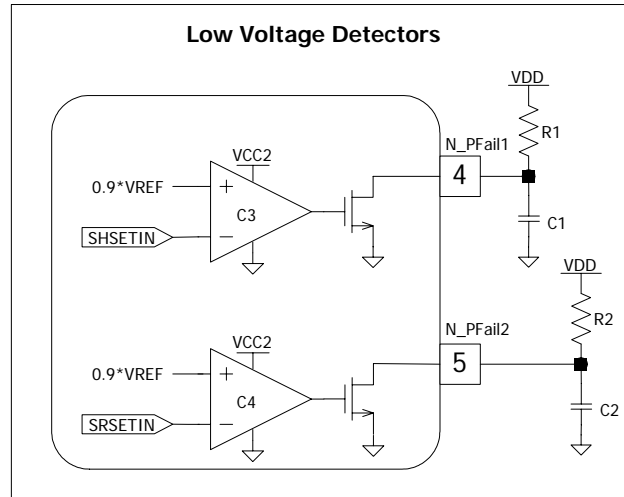 Low Voltage Detectors
VDD
R1
N_PFail1
4
C1
VCC2
0.9*VREF
+
C3
SHSETIN
−
VDD
R2
N_PFail2
5
C2
VCC2
0.9*VREF
+
C4
SRSETIN
−